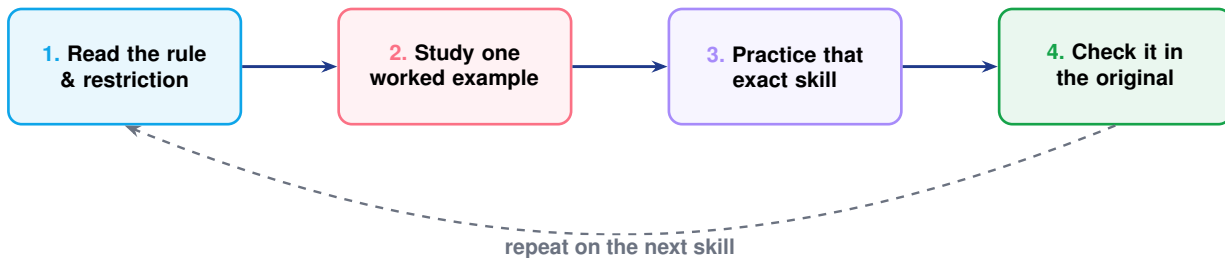 1. Read the rule
& restriction
2. Study one
worked example
3. Practice that
exact skill
4. Check it in
the original
repeat on the next skill